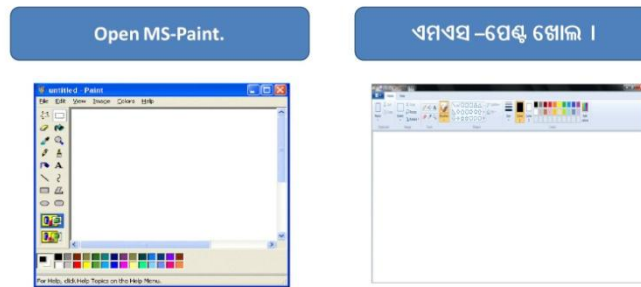 Open MS-Paint.
ଏମଏସ –ପେଣ୍ଟ ଖୋଲ ।
untitled - Paint
File Edit View Image Colors Help
For Help, click Help Topics on the Help Menu.